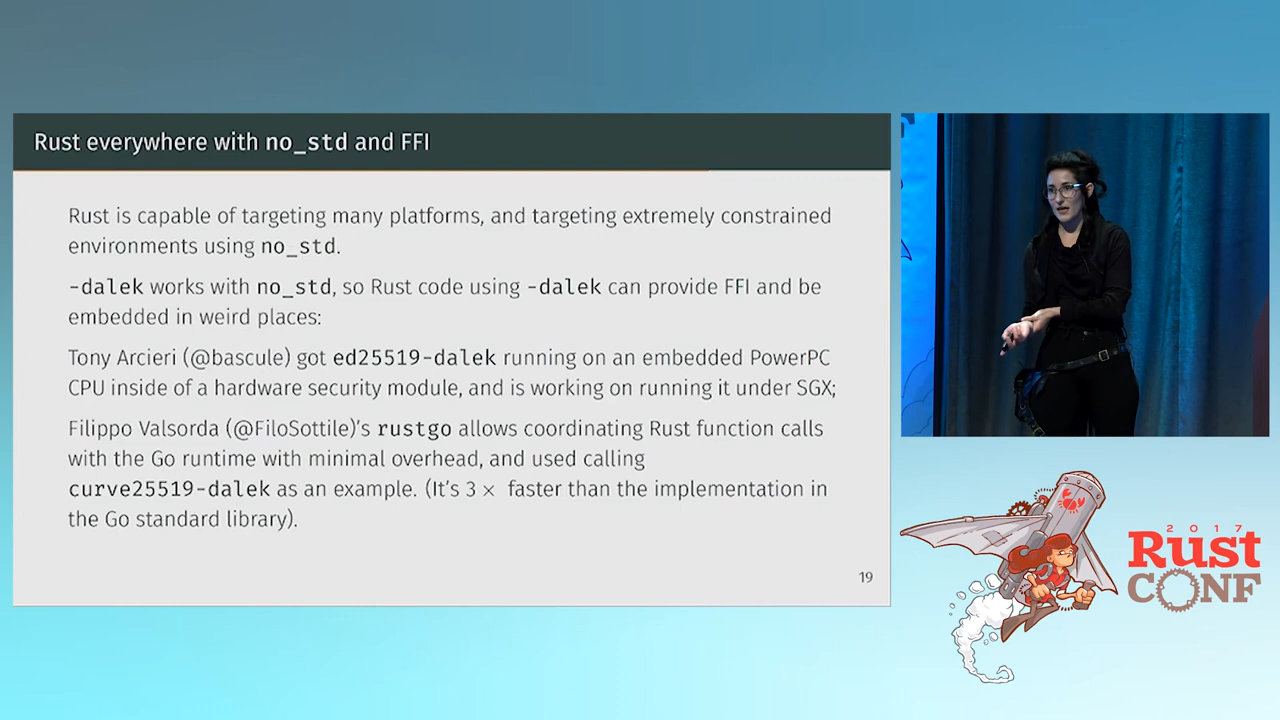 Rust everywhere with no_std and FFI
Rust is capable of targeting many platforms, and targeting extremely constrained
environments using no_std.
-dalek works with no_std, so Rust code using -dalek can provide FFI and be
embedded in weird places:
Tony Arcieri (@bascule) got ed25519-dalek running on an embedded PowerPC
CPU inside of a hardware security module, and is working on running it under SGX;
Filippo Valsorda (@FiloSottile)'s rustgo allows coordinating Rust function calls
with the Go runtime with minimal overhead, and used calling
curve25519-dalek as an example. (It's 3 × faster than the implementation in
the Go standard library).
19
2017
Rust
CONF